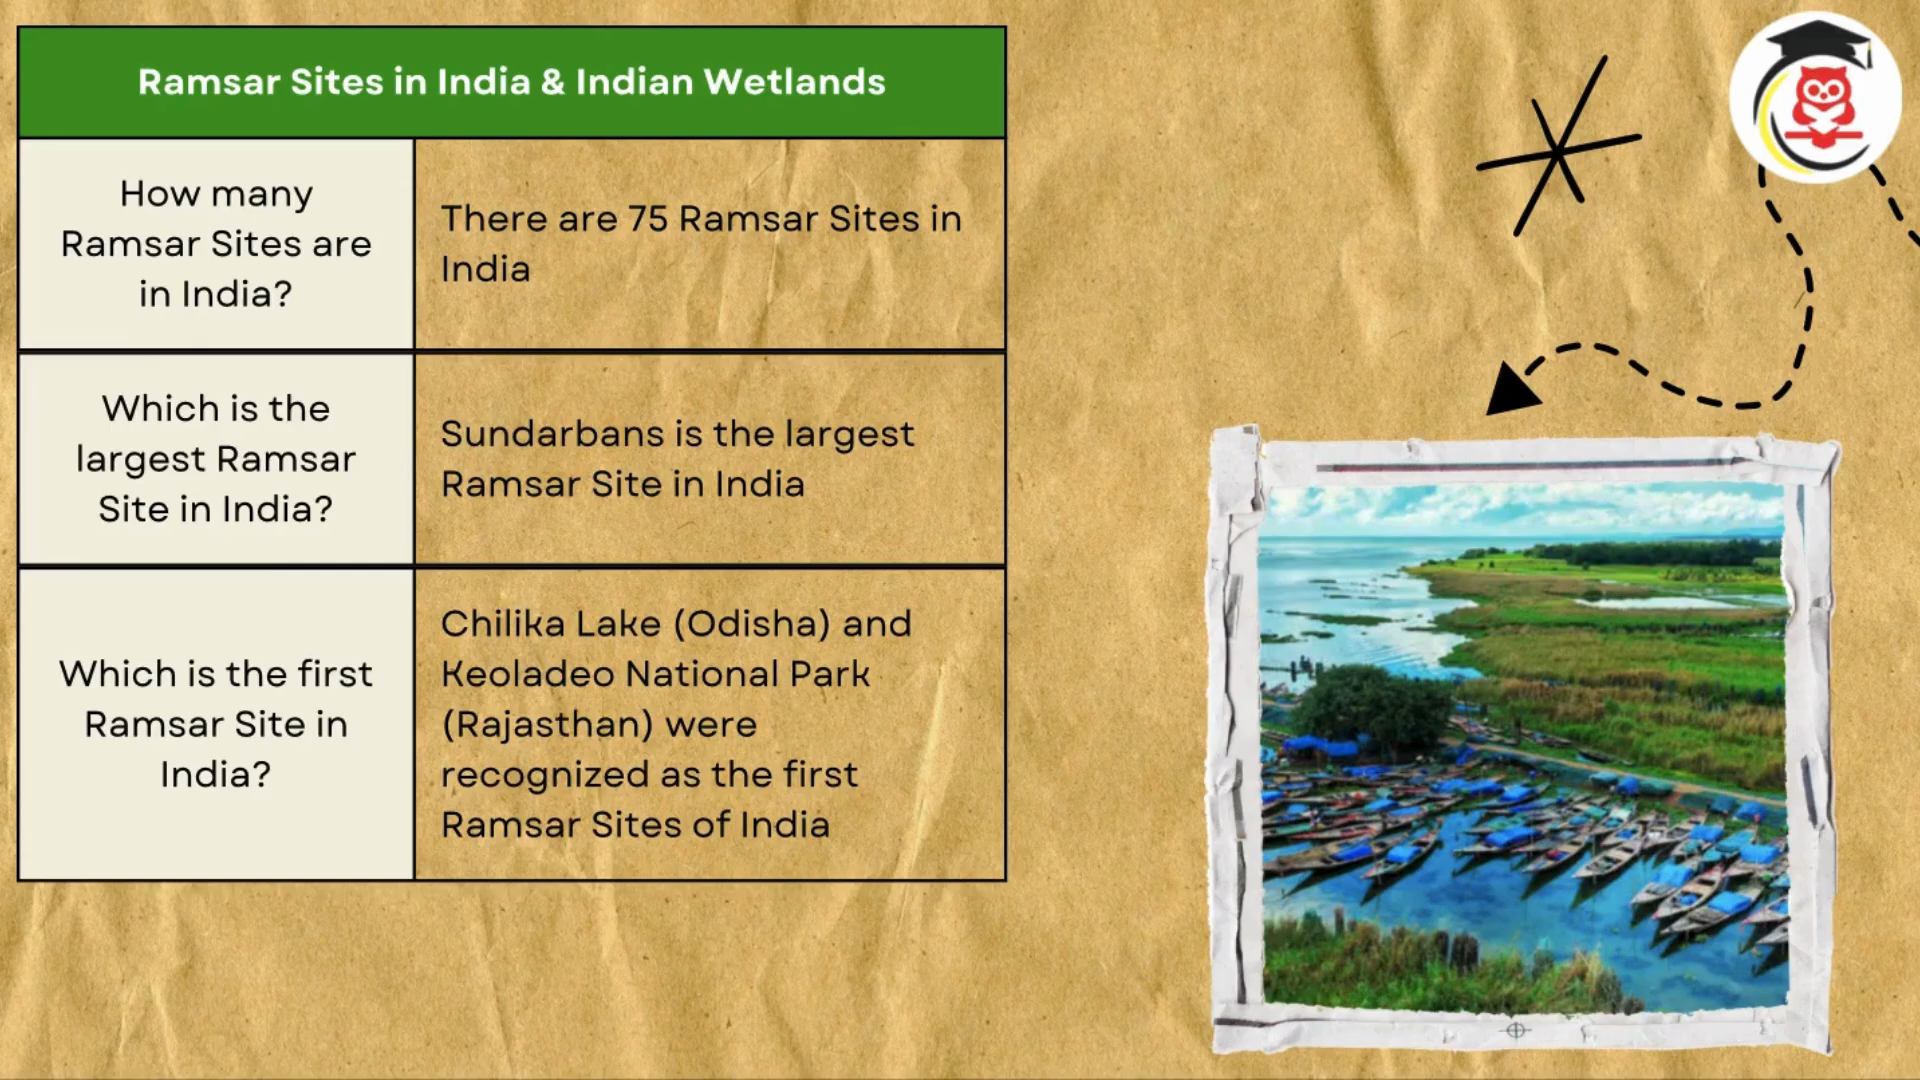 Ramsar Sites in India & Indian Wetlands
How many
Ramsar Sites are
in India?
There are 75 Ramsar Sites in
India
Which is the
largest Ramsar
Site in India?
Sundarbans is the largest
Ramsar Site in India
Which is the first
Ramsar Site in
India?
Chilika Lake (Odisha) and
Keoladeo National Park
(Rajasthan) were
recognized as the first
Ramsar Sites of India